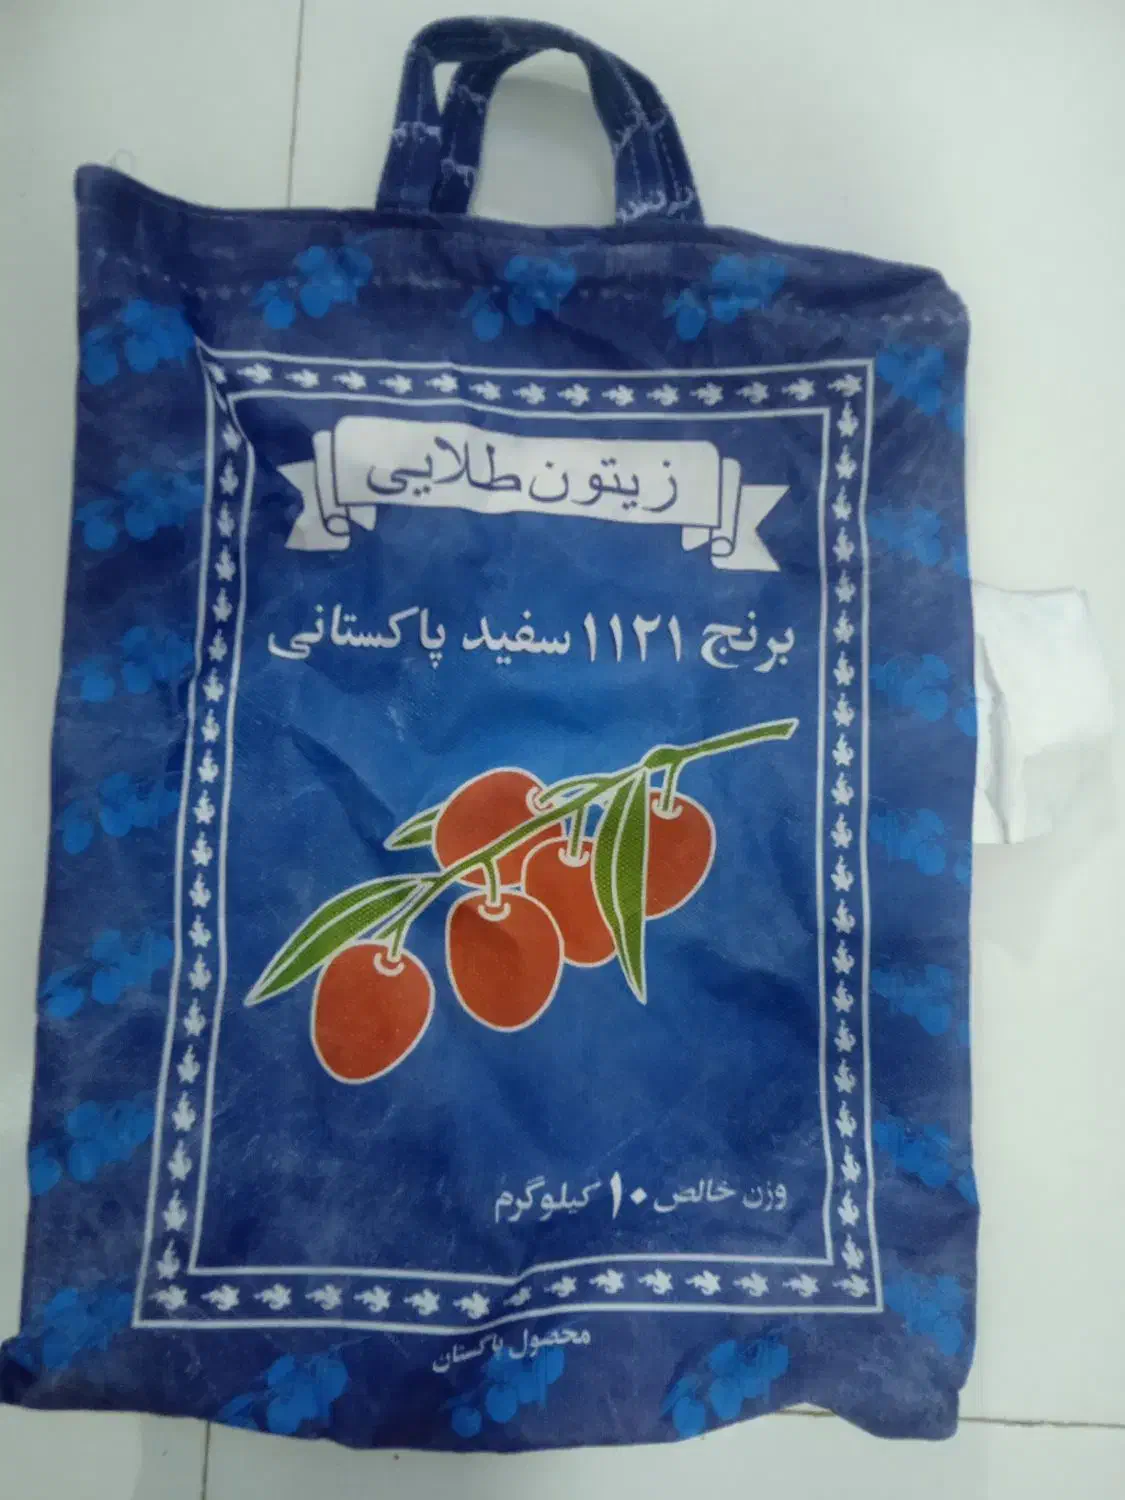 زیتون طلایی
برنج ۱۱۲۱ سفید پاکستانی
وزن خالص ۱۰ کیلوگرم
محصول پاکستان